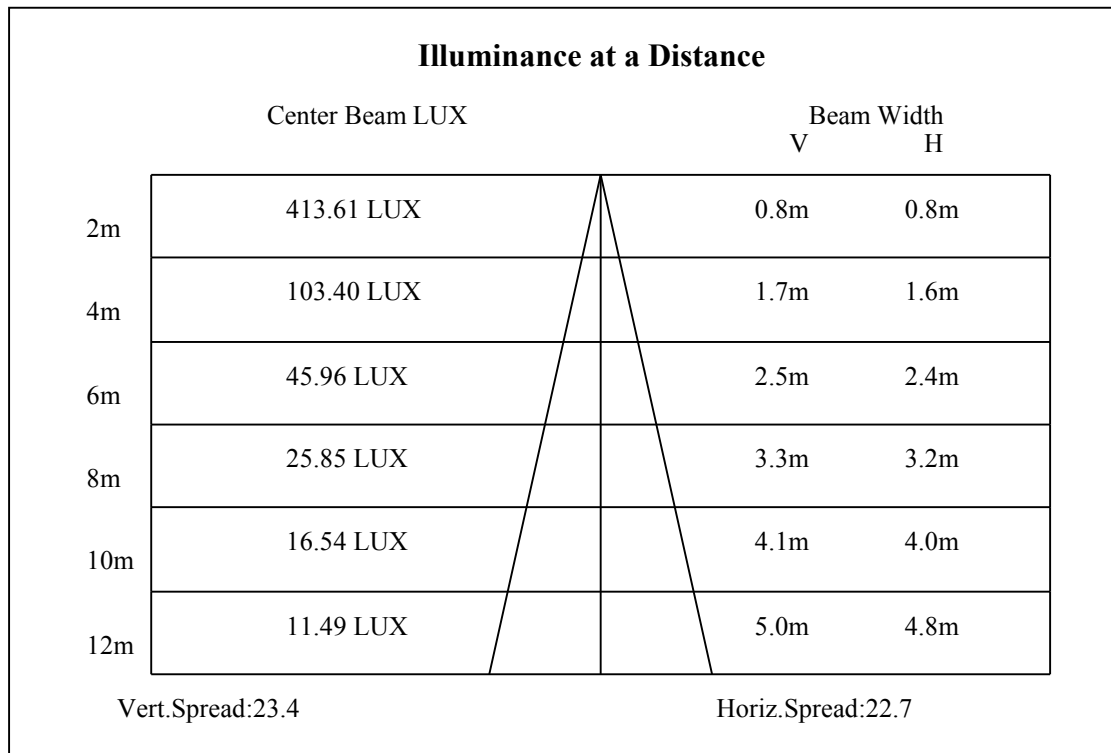 Illuminance at a Distance
Center Beam LUX Beam Width
V H
2m 413.61 LUX 0.8m 0.8m
4m 103.40 LUX 1.7m 1.6m
6m 45.96 LUX 2.5m 2.4m
8m 25.85 LUX 3.3m 3.2m
10m 16.54 LUX 4.1m 4.0m
12m 11.49 LUX 5.0m 4.8m
Vert.Spread:23.4 Horiz.Spread:22.7